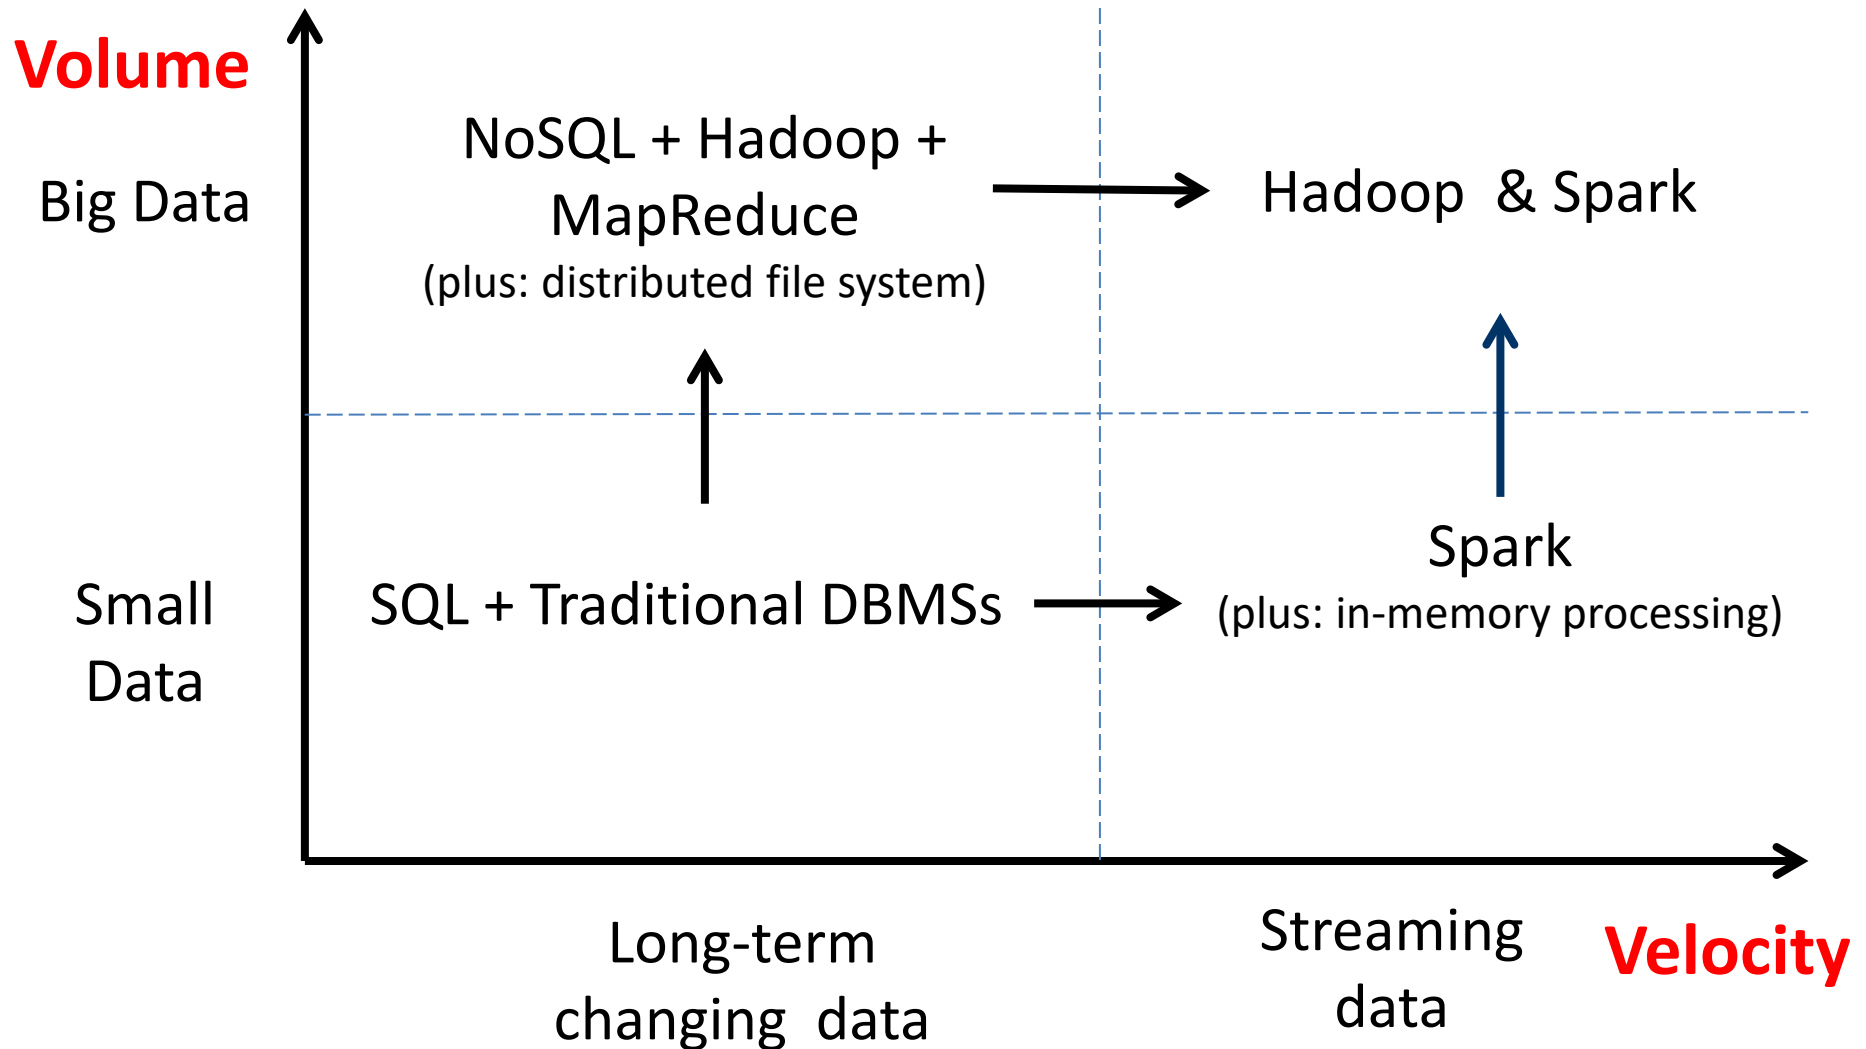 Volume
Big Data
NoSQL + Hadoop +
MapReduce
(plus: distributed file system)
Hadoop & Spark
Small
Data
SQL + Traditional DBMSs
Spark
(plus: in-memory processing)
Long-term
changing data
Streaming
data
Velocity